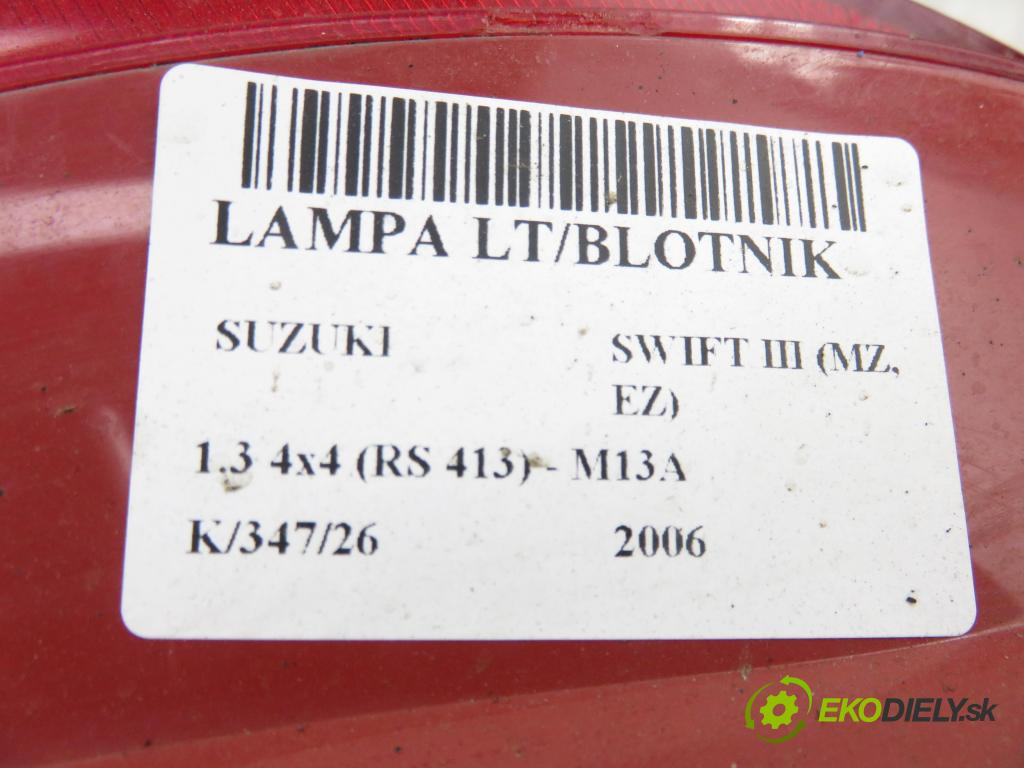 LAMPA LT/BLOTNIK
SUZUKI SWIFT III (MZ,
EZ)
1.3 4x4 (RS 413) - M13A
K/347/26 2006
EKODIELY.sk